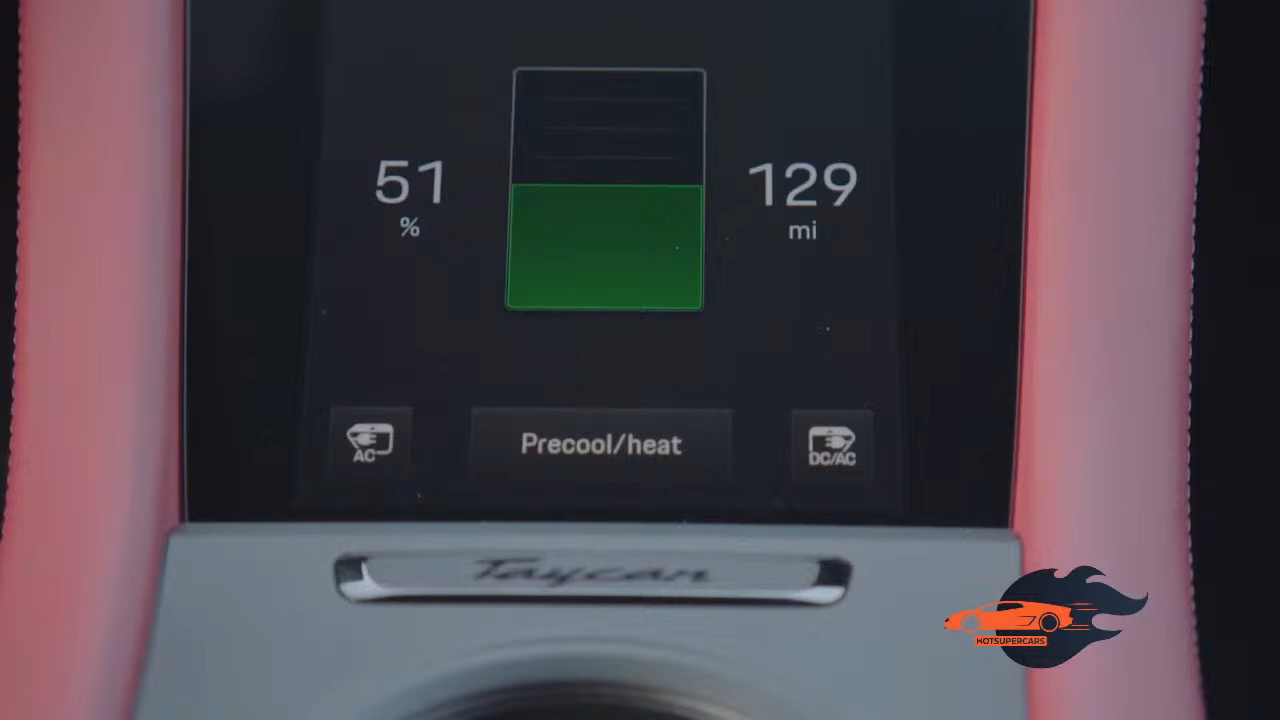 51
%
129
mi
AC
Precool/heat
DC/AC
Taycan
HOTSUPERCARS